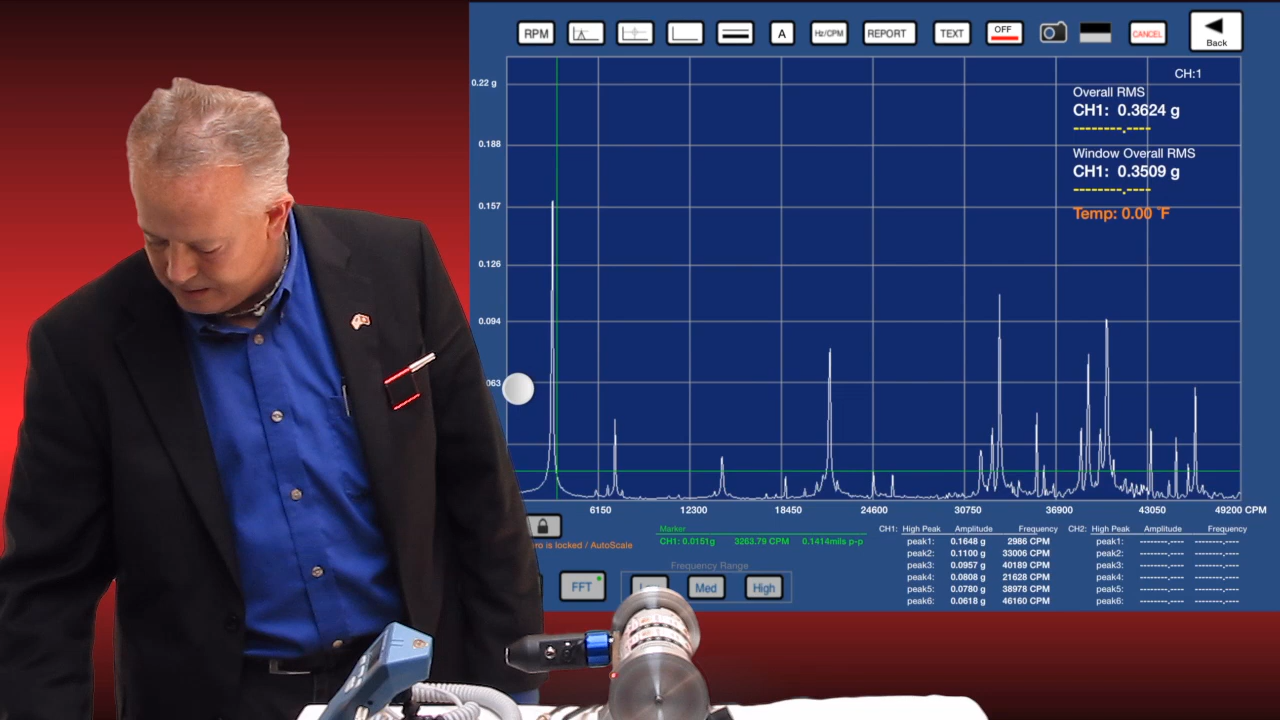 RPM A Hz/CPM REPORT TEXT OFF CANCEL Back
CH:1
0.22 g
0.188
0.157
0.126
0.094
063
Overall RMS
CH1: 0.3624 g
--------.----
Window Overall RMS
CH1: 0.3509 g
--------.----
Temp: 0.00 °F
6150 12300 18450 24600 30750 36900 43050 49200 CPM
ero is locked / AutoScale
Marker
CH1: 0.0151g 3263.79 CPM 0.1414mils p-p
Frequency Range
FFT Med High
CH1: High Peak Amplitude Frequency CH2: High Peak Amplitude Frequency
peak1: 0.1648 g 2986 CPM peak1: --------.---- -------.----
peak2: 0.1100 g 33006 CPM peak2: --------.---- -------.----
peak3: 0.0957 g 40189 CPM peak3: --------.---- -------.----
peak4: 0.0808 g 21628 CPM peak4: --------.---- -------.----
peak5: 0.0780 g 38978 CPM peak5: --------.---- -------.----
peak6: 0.0618 g 46160 CPM peak6: --------.---- -------.----